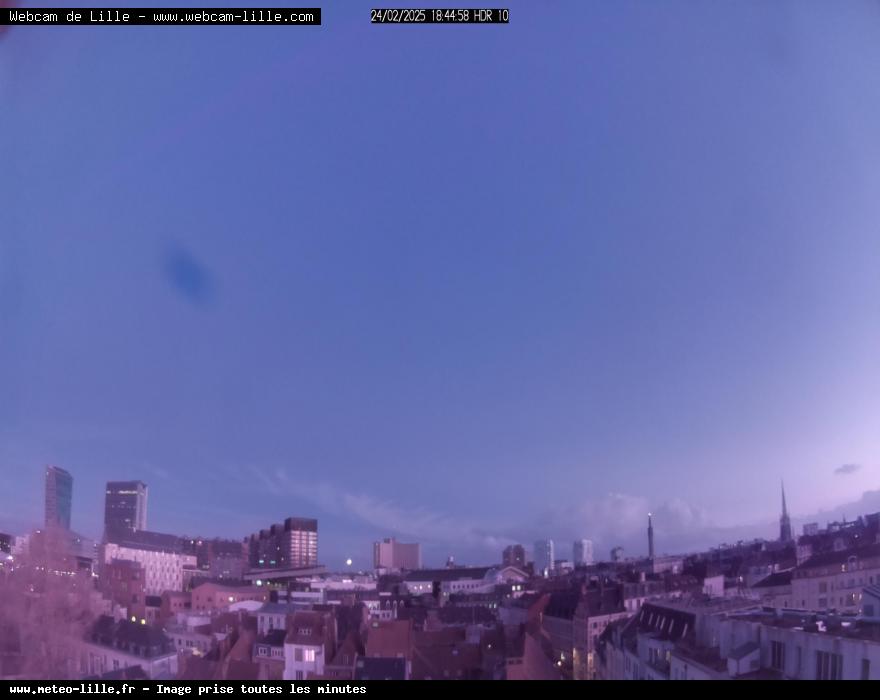 Webcam de Lille - www.webcam-lille.com
24/02/2025 18:44:58 HDR 10
www.meteo-lille.fr - Image prise toutes les minutes